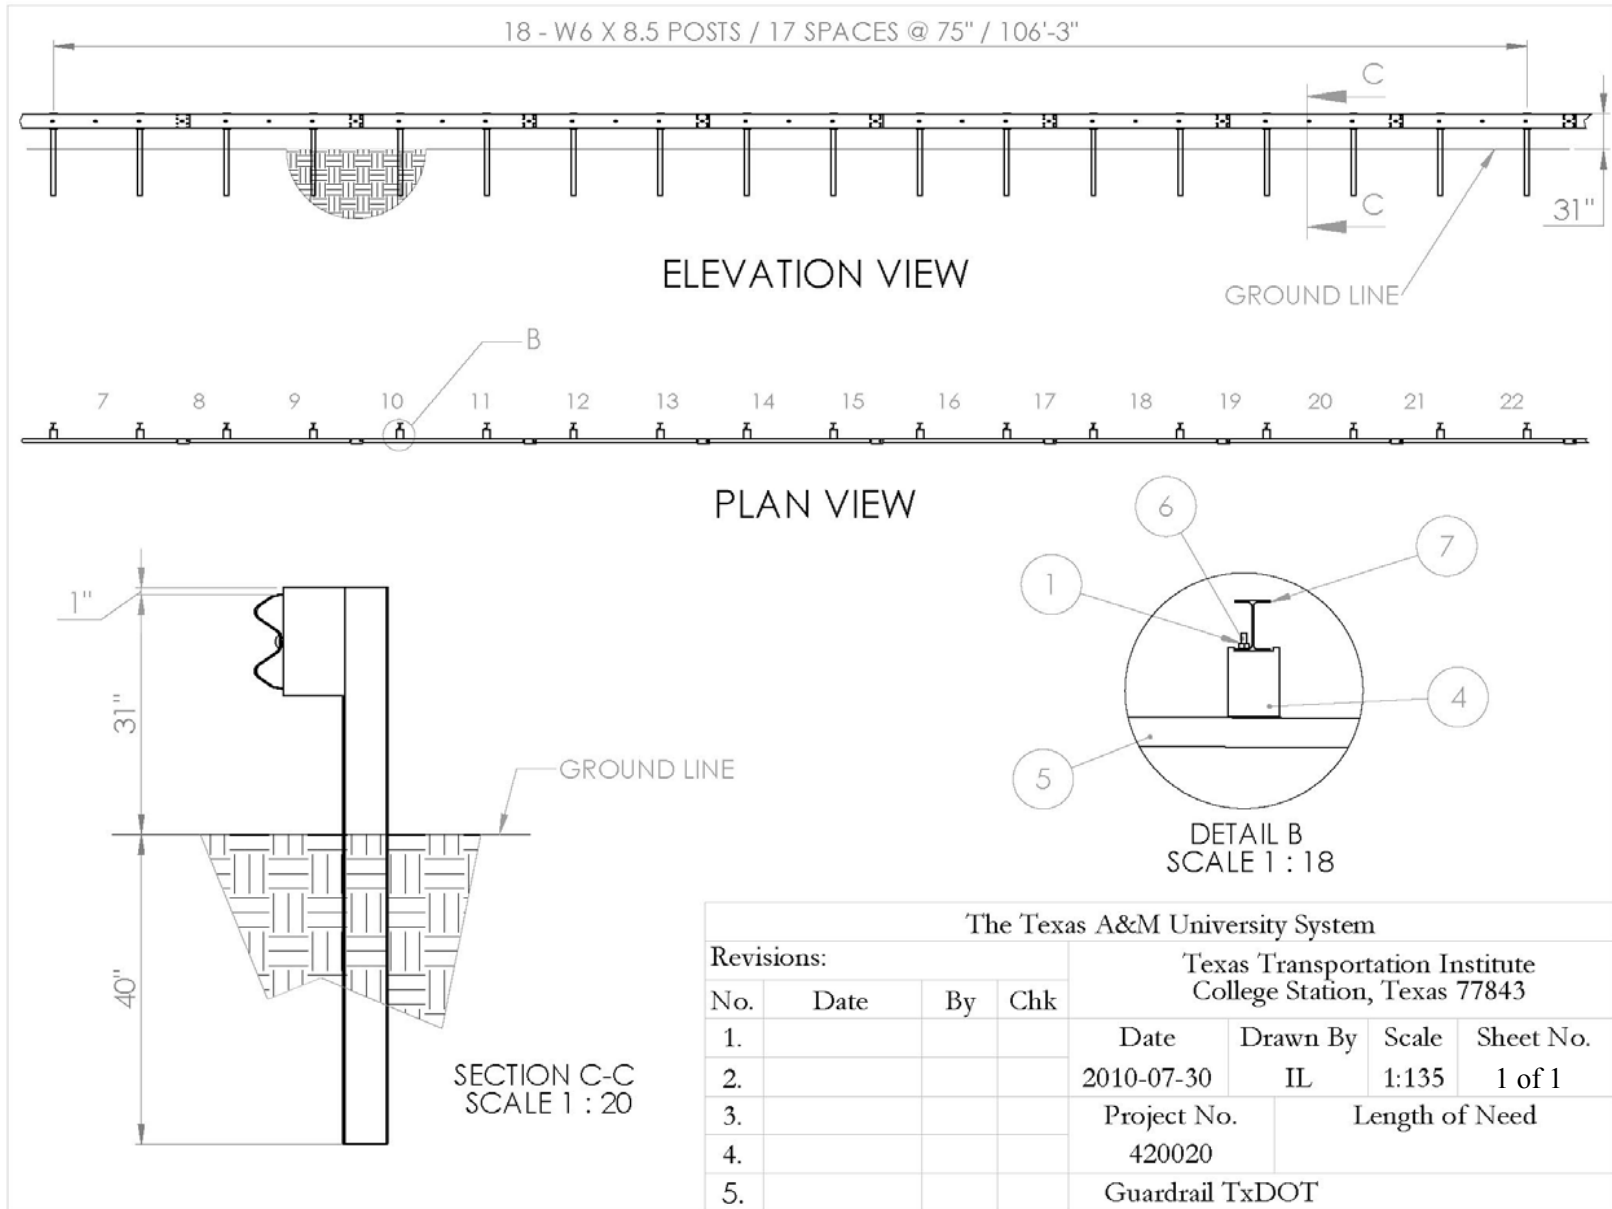 18 - W6 X 8.5 POSTS / 17 SPACES @ 75" / 106'-3"
C
C
31"
ELEVATION VIEW
GROUND LINE
B
7 8 9 10 11 12 13 14 15 16 17 18 19 20 21 22
PLAN VIEW
1"
31"
40"
GROUND LINE
SECTION C-C
SCALE 1 : 20
6
7
1
4
5
DETAIL B
SCALE 1 : 18
The Texas A&M University System
Revisions:
No. Date By Chk
1.
2.
3.
4.
5.
Texas Transportation Institute
College Station, Texas 77843
Date Drawn By Scale Sheet No.
2010-07-30 IL 1:135 1 of 1
Project No. Length of Need
420020
Guardrail TxDOT